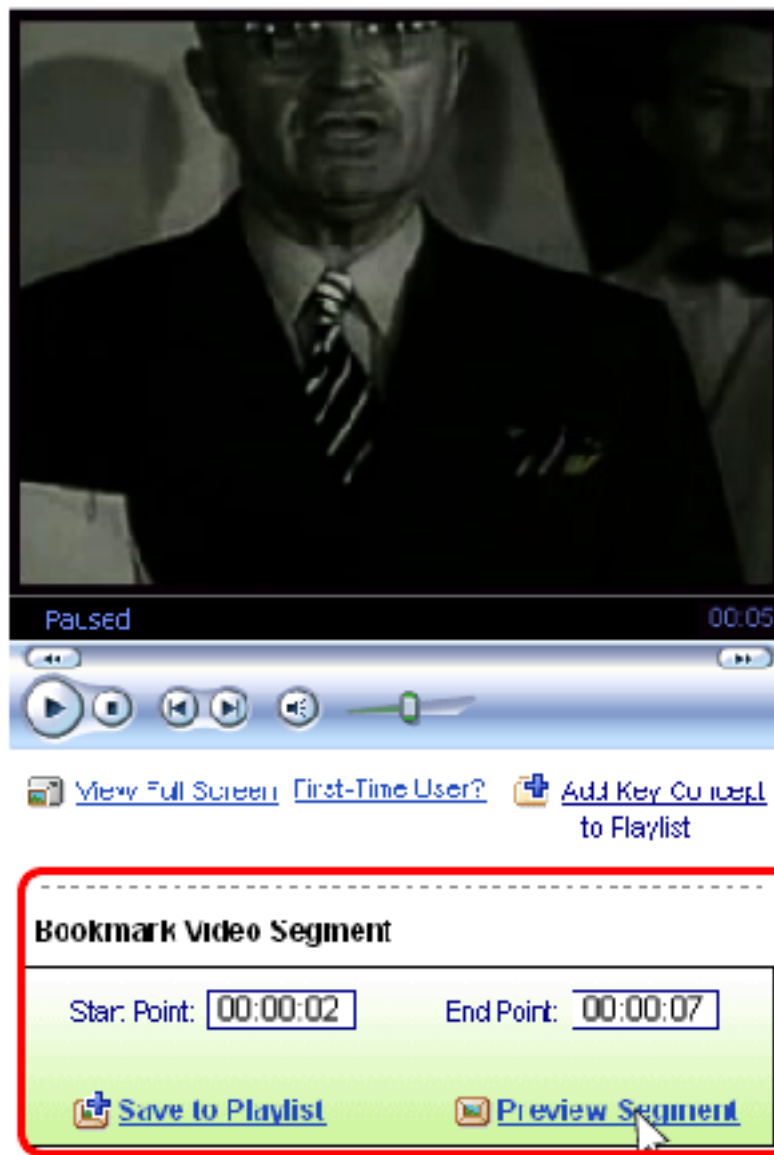 Paused 00:05
View Full Screen First-Time User? Add Key Concept
to Playlist
Bookmark Video Segment
Start Point: 00:00:02 End Point: 00:00:07
Save to Playlist Preview Segment